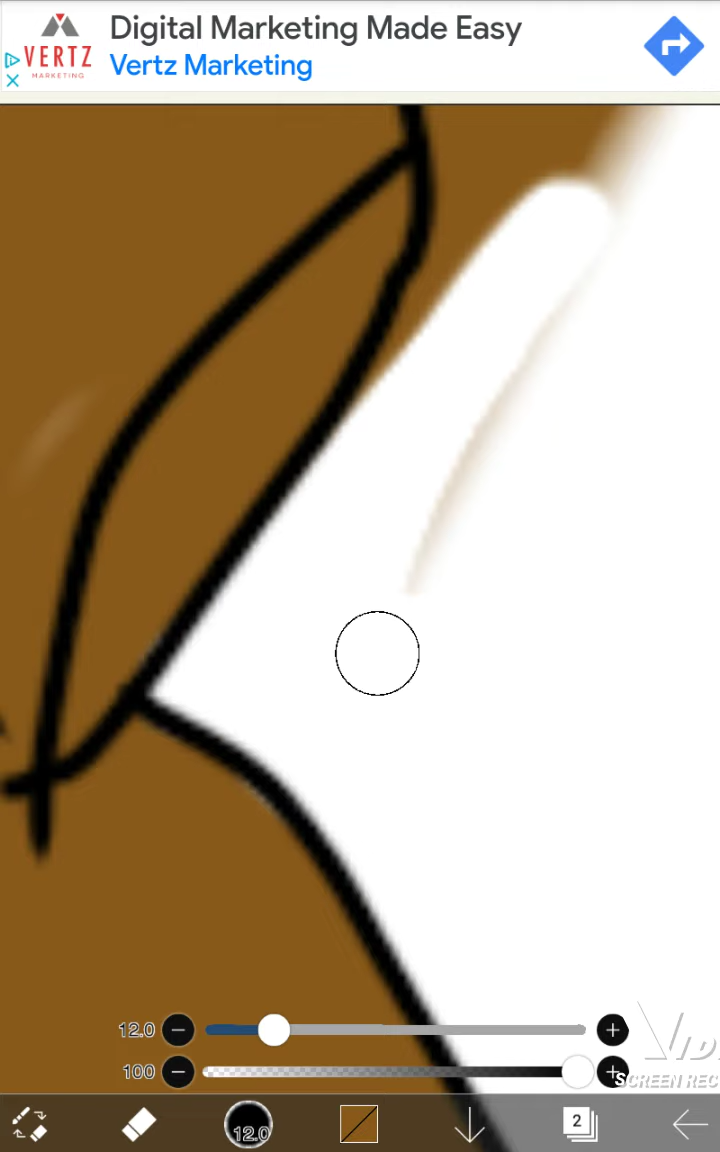 Digital Marketing Made Easy
VERTZ
MARKETING
Vertz Marketing
12.0
100
SCREEN REC
12.0
2